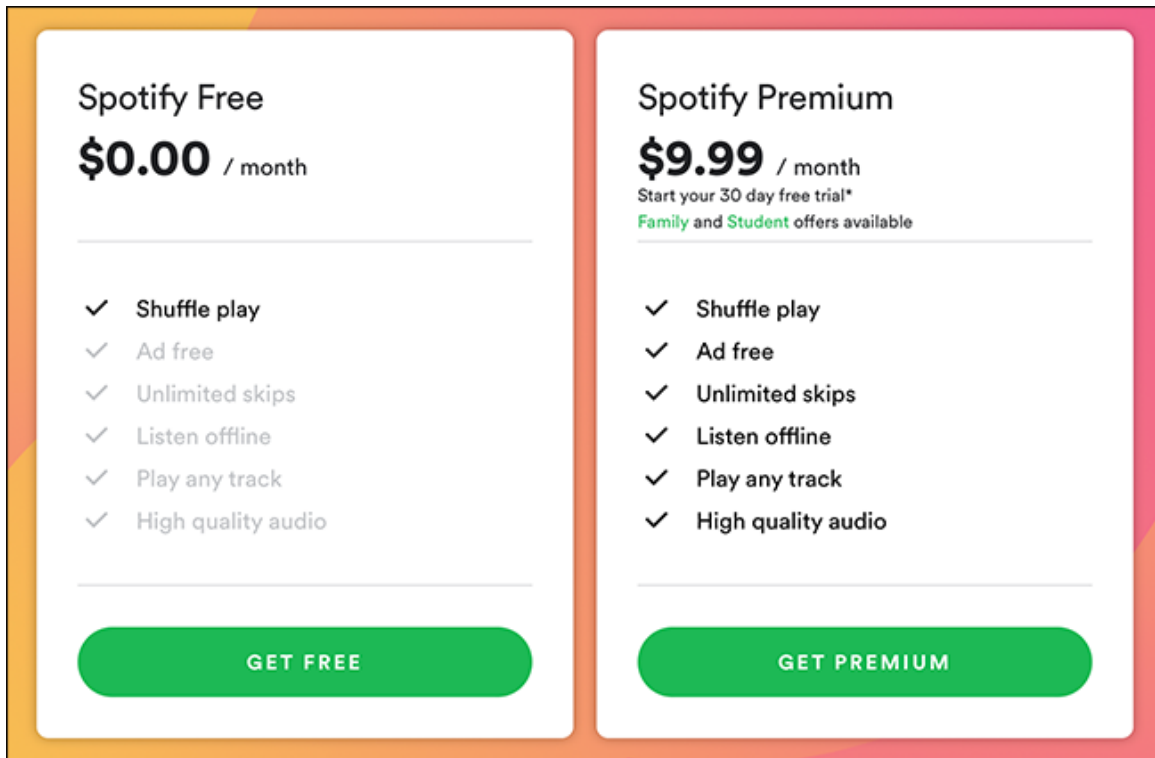 Spotify Free
$0.00 / month
Shuffle play
Ad free
Unlimited skips
Listen offline
Play any track
High quality audio
GET FREE
Spotify Premium
$9.99 / month
Start your 30 day free trial*
Family and Student offers available
Shuffle play
Ad free
Unlimited skips
Listen offline
Play any track
High quality audio
GET PREMIUM